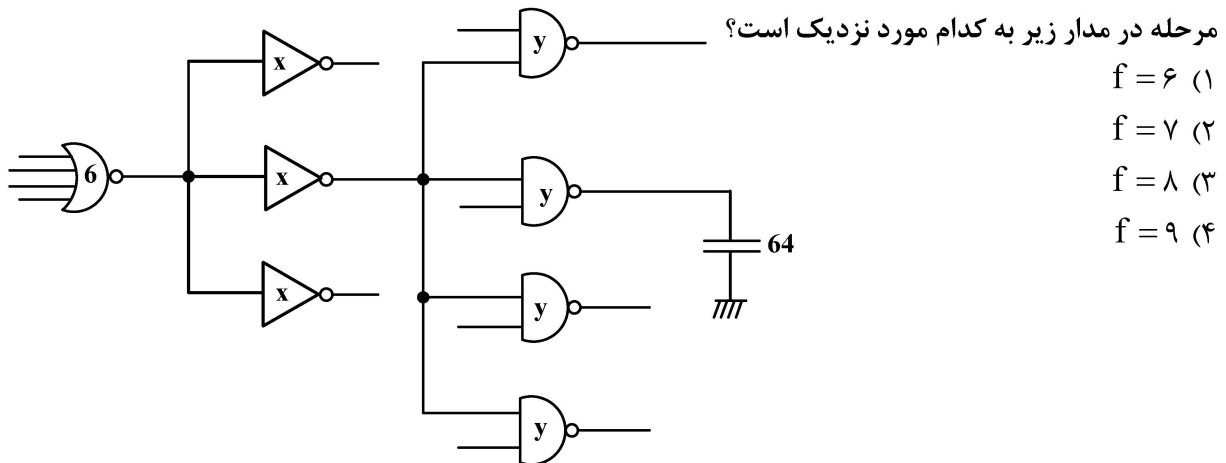 مرحله در مدار زیر به کدام مورد نزدیک است؟
۱) f = ۶
۲) f = ۷
۳) f = ۸
۴) f = ۹
6
x
x
x
y
y
y
y
64